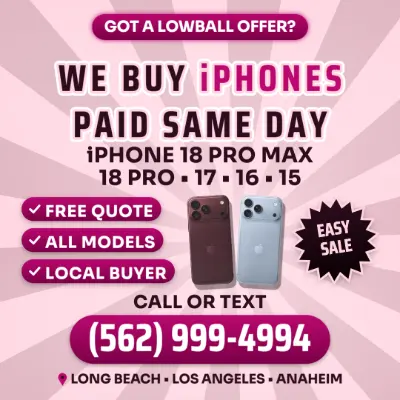 GOT A LOWBALL OFFER?
WE BUY iPHONES
PAID SAME DAY
iPHONE 18 PRO MAX
18 PRO ▪ 17 ▪ 16 ▪ 15
✓ FREE QUOTE
✓ ALL MODELS
✓ LOCAL BUYER
EASY
SALE
CALL OR TEXT
(562) 999-4994
LONG BEACH ▪ LOS ANGELES ▪ ANAHEIM